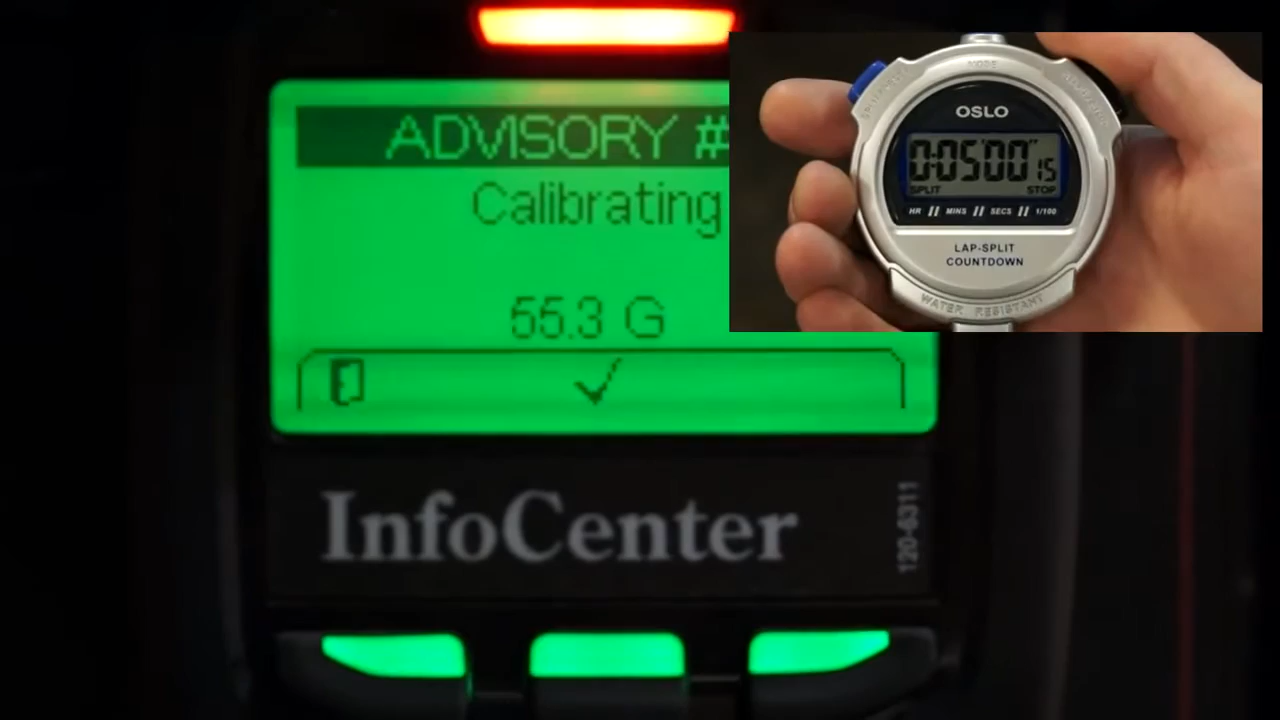 ADVISORY #
Calibrating
55.3 G
InfoCenter
120-6311
MODE
OSLO
0:05'00"15
SPLIT STOP
HR MINS SECS 1/100
LAP-SPLIT
COUNTDOWN
WATER RESISTANT